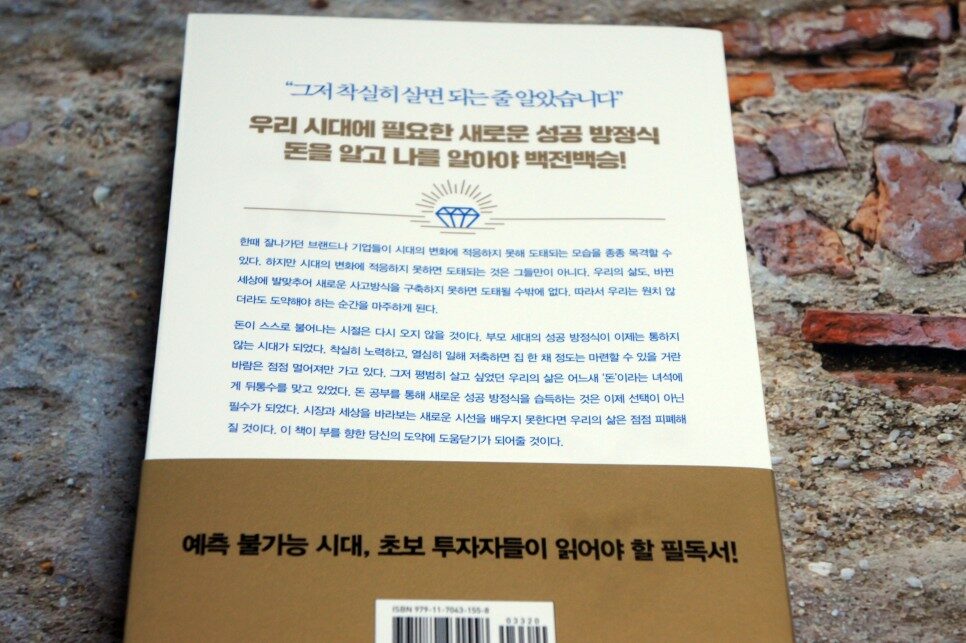 “그저 착실히 살면 되는 줄 알았습니다”
우리 시대에 필요한 새로운 성공 방정식
돈을 알고 나를 알아야 백전백승!
한때 잘나가던 브랜드나 기업들이 시대의 변화에 적응하지 못해 도태되는 모습을 종종 목격할 수
있다. 하지만 시대의 변화에 적응하지 못하면 도태되는 것은 그들만이 아니다. 우리의 삶도, 바뀐
세상에 발맞추어 새로운 사고방식을 구축하지 못하면 도태될 수밖에 없다. 따라서 우리는 원치 않
더라도 도약해야 하는 순간을 마주하게 된다.
돈이 스스로 불어나는 시절은 다시 오지 않을 것이다. 부모 세대의 성공 방정식이 이제는 통하지
않는 시대가 되었다. 착실히 노력하고, 열심히 일해 저축하면 집 한 채 정도는 마련할 수 있을 거란
바람은 점점 멀어져만 가고 있다. 그저 평범히 살고 싶었던 우리의 삶은 어느새 '돈'이라는 녀석에
게 뒤통수를 맞고 있었다. 돈 공부를 통해 새로운 성공 방정식을 습득하는 것은 이제 선택이 아닌
필수가 되었다. 시장과 세상을 바라보는 새로운 시선을 배우지 못한다면 우리의 삶은 점점 피폐해
질 것이다. 이 책이 부를 향한 당신의 도약에 도움닫기가 되어줄 것이다.
예측 불가능 시대, 초보 투자자들이 읽어야 할 필독서!
ISBN 979-11-7043-155-8
03320